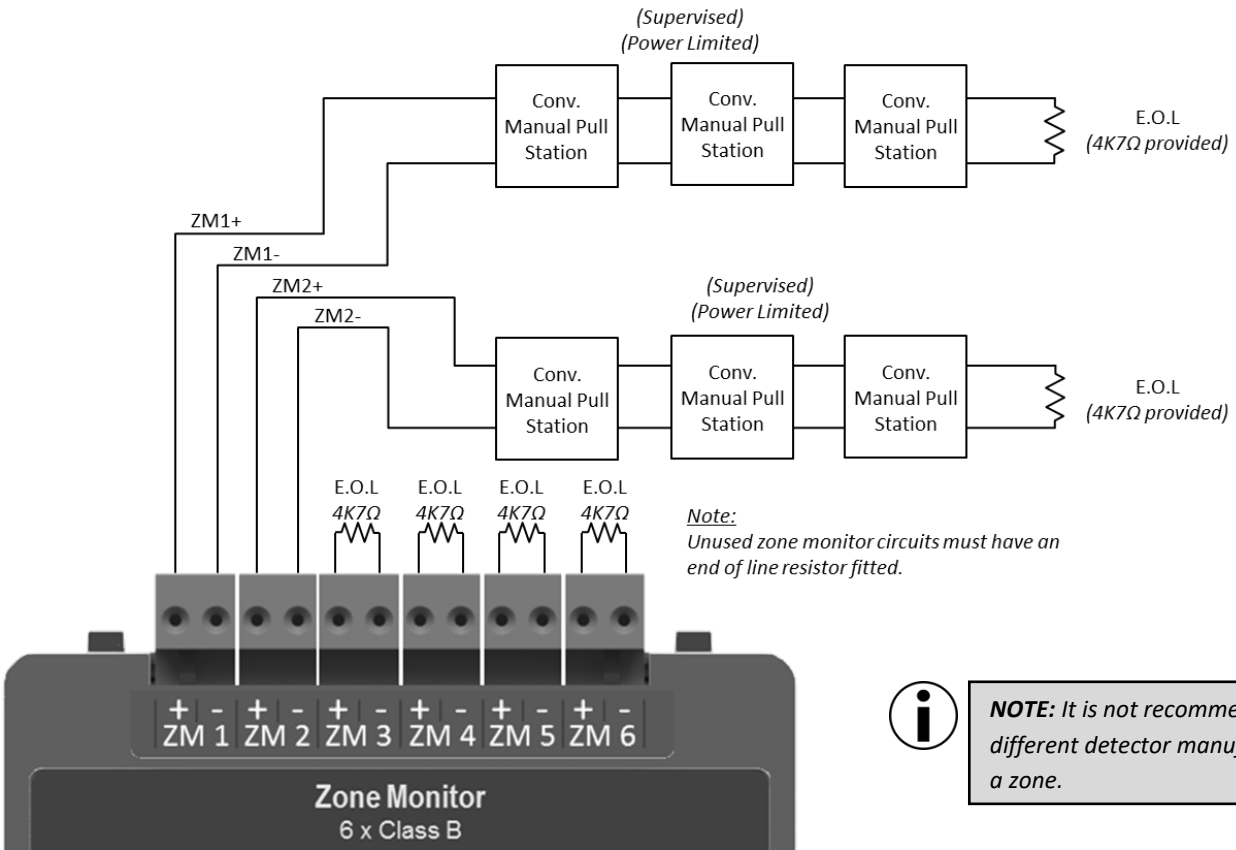 (Supervised)
(Power Limited)
Conv.
Manual Pull
Station
Conv.
Manual Pull
Station
Conv.
Manual Pull
Station
E.O.L
(4K7Ω provided)
ZM1+
ZM1-
ZM2+
ZM2-
(Supervised)
(Power Limited)
Conv.
Manual Pull
Station
Conv.
Manual Pull
Station
Conv.
Manual Pull
Station
E.O.L
(4K7Ω provided)
E.O.L E.O.L E.O.L E.O.L
4K7Ω 4K7Ω 4K7Ω 4K7Ω
Note:
Unused zone monitor circuits must have an
end of line resistor fitted.
+ - + - + - + - + - + -
ZM 1 ZM 2 ZM 3 ZM 4 ZM 5 ZM 6
Zone Monitor
6 x Class B
NOTE: It is not
different detector
a zone.